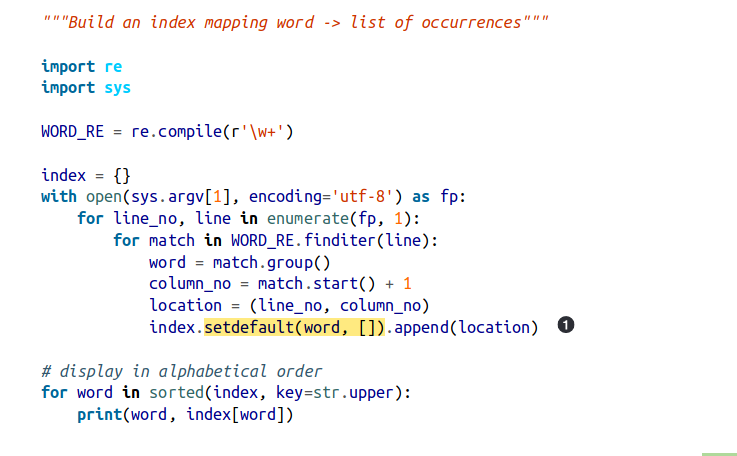 """Build an index mapping word -> list of occurrences"""

import re
import sys

WORD_RE = re.compile(r'\w+')

index = {}
with open(sys.argv[1], encoding='utf-8') as fp:
    for line_no, line in enumerate(fp, 1):
        for match in WORD_RE.finditer(line):
            word = match.group()
            column_no = match.start() + 1
            location = (line_no, column_no)
            index.setdefault(word, []).append(location) ❶

# display in alphabetical order
for word in sorted(index, key=str.upper):
    print(word, index[word])